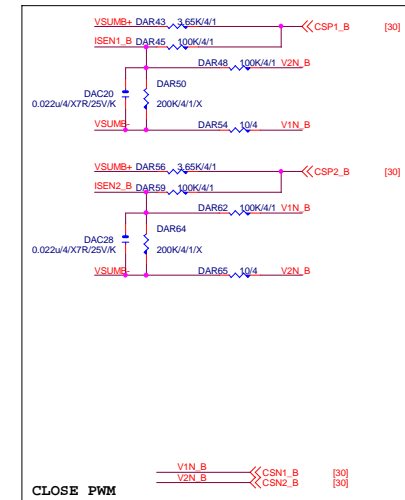 VSUMB+ DAR43 3.65K/4/1 CSP1_B [30]
ISEN1_B DAR45 100K/4/1
DAR48 100K/4/1 V2N_B
DAR50
DAC20
0.022u/4/X7R/25V/K 200K/4/1/X
VSUMB- DAR54 10/4 V1N_B
VSUMB+ DAR56 3.65K/4/1 CSP2_B [30]
ISEN2_B DAR59 100K/4/1
DAR62 100K/4/1 V1N_B
DAR64
DAC28
0.022u/4/X7R/25V/K 200K/4/1/X
VSUMB- DAR65 10/4 V2N_B
V1N_B CSN1_B [30]
V2N_B CSN2_B [30]
CLOSE PWM